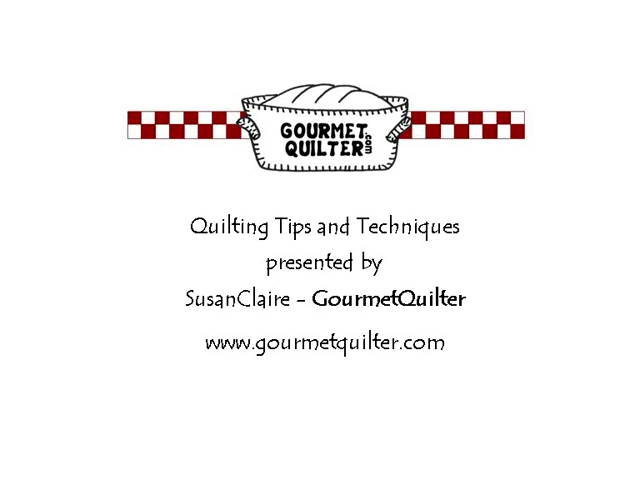 GOURMET
QUILTER.com
Quilting Tips and Techniques
presented by
SusanClaire - GourmetQuilter
www.gourmetquilter.com